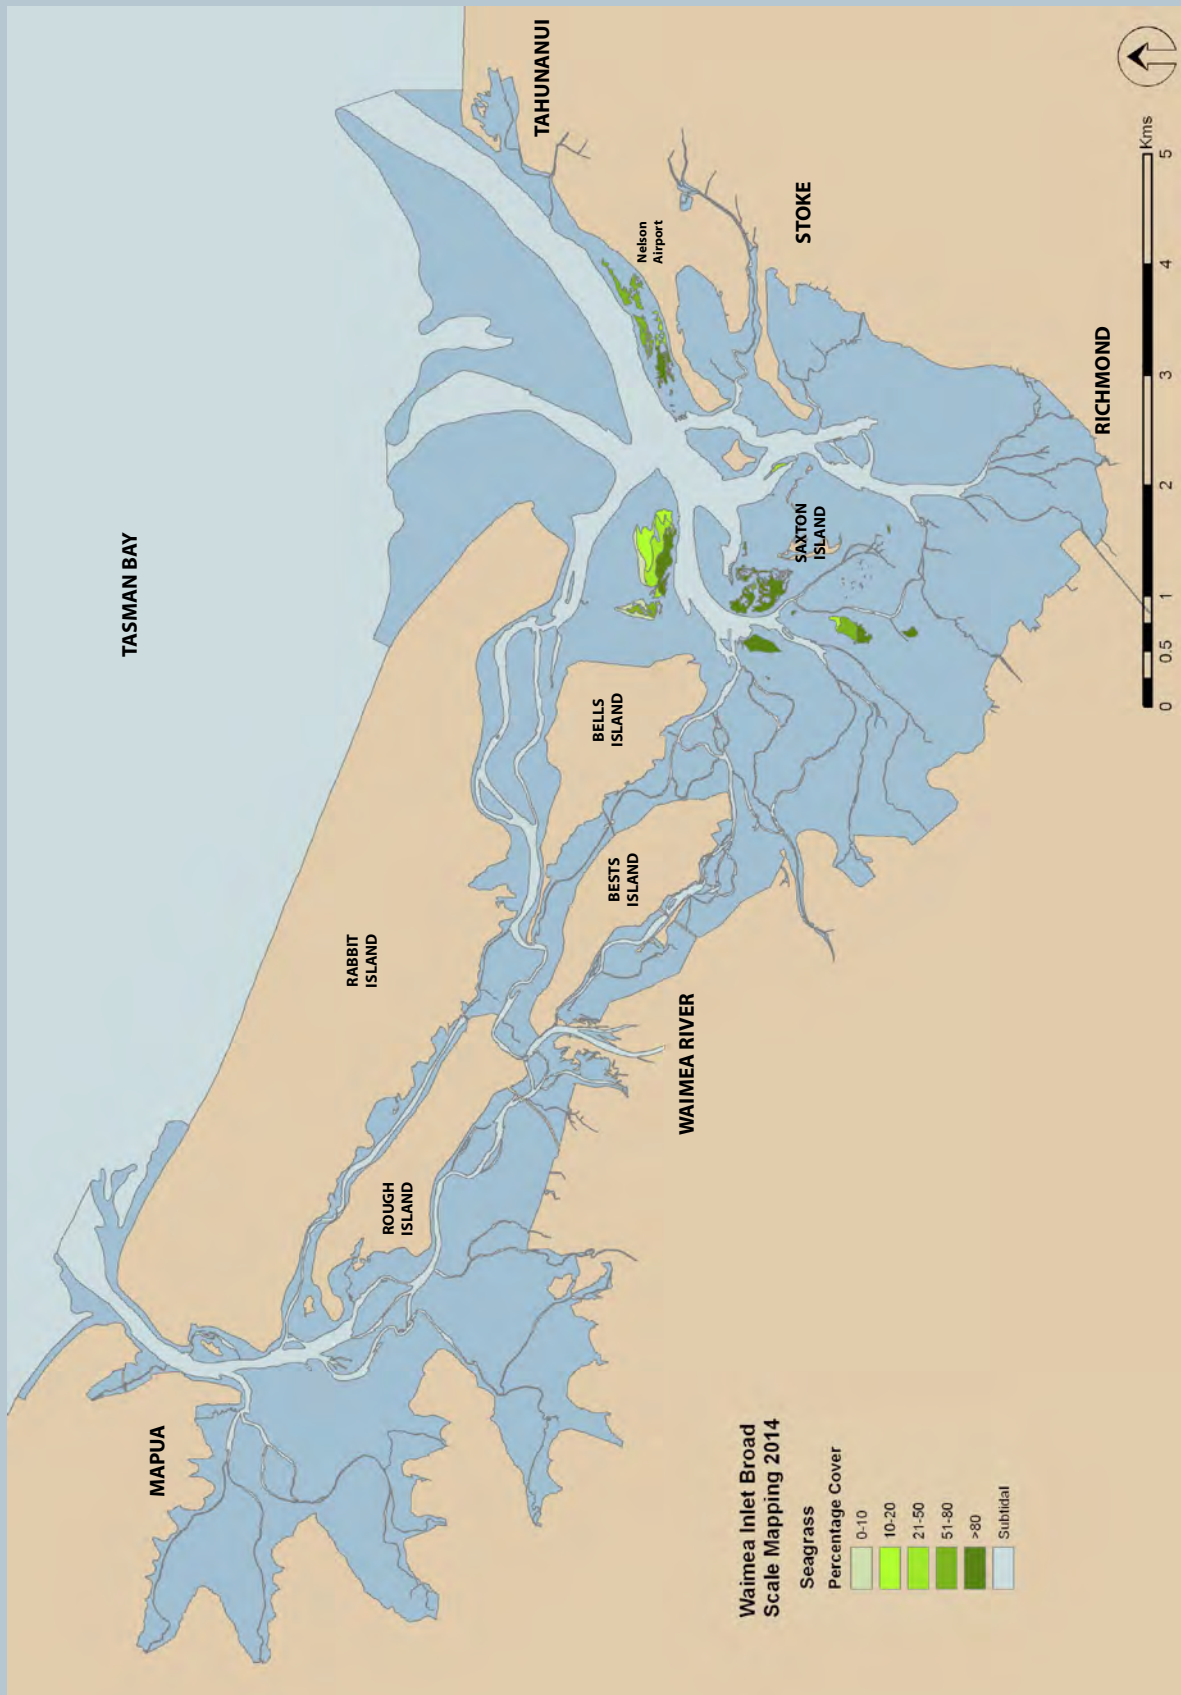 MAPUA
TASMAN BAY
RABBIT
ISLAND
ROUGH
ISLAND
BESTS
ISLAND
BELLS
ISLAND
WAIMEA RIVER
SAXTON
ISLAND
Nelson
Airport
TAHUNANUI
STOKE
RICHMOND
Waimea Inlet Broad
Scale Mapping 2014
Seagrass
Percentage Cover
0-10
10-20
21-50
51-80
>80
Subtidal
0 0.5 1 2 3 4 5
Kms